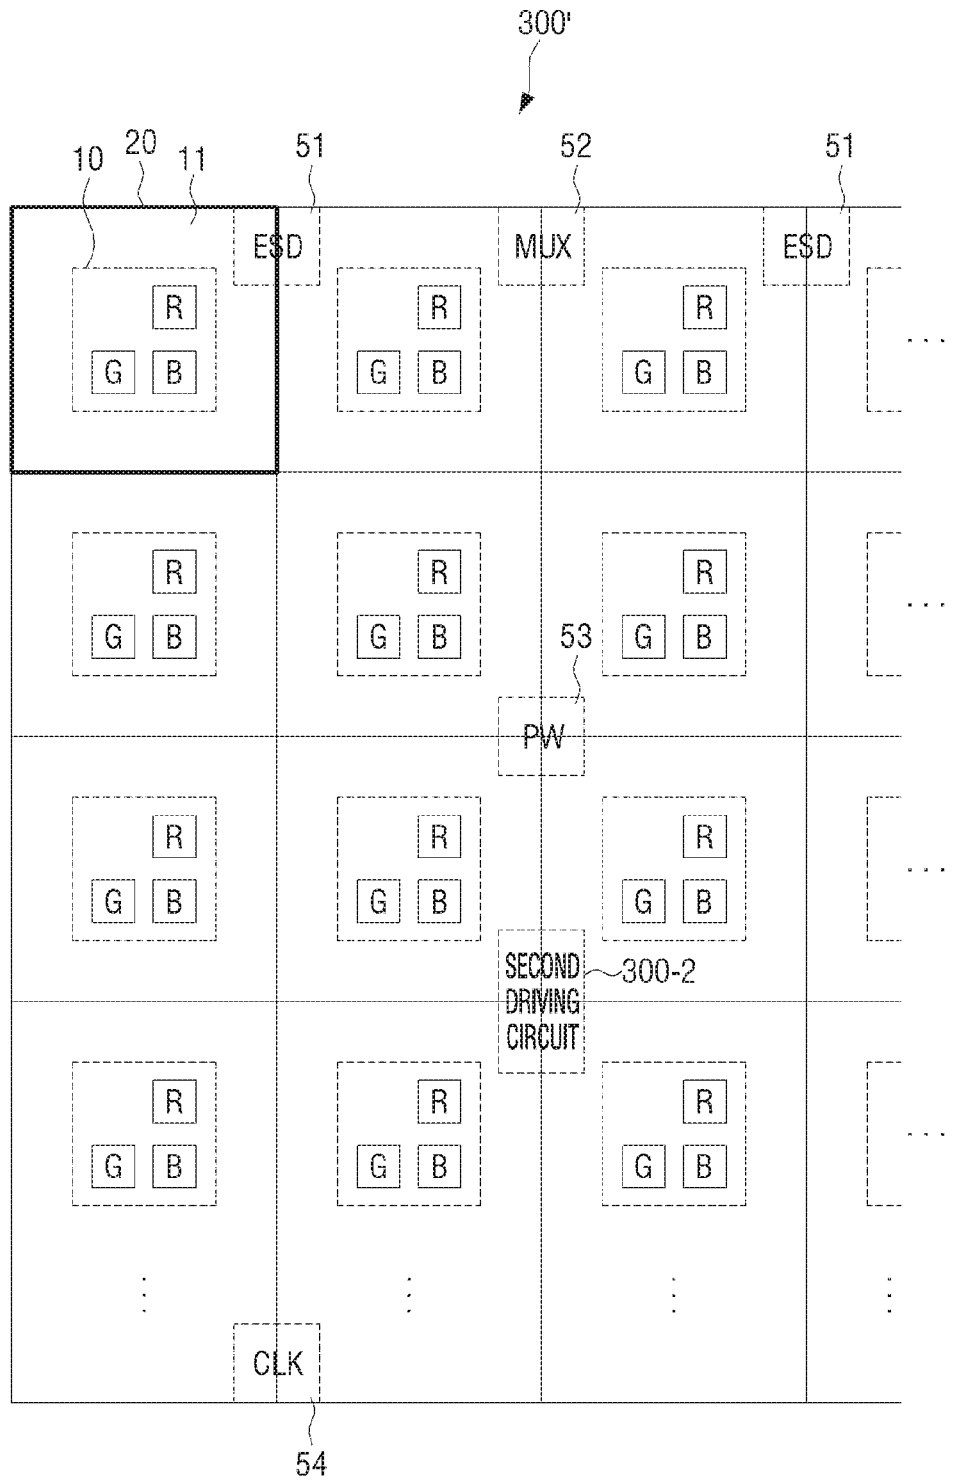 300'
20
10
11
51
52
51
ESD
MUX
ESD
R
R
R
G B
G B
G B
. . .
R
R
R
G B
G B
G B
. . .
53
PW
R
R
R
G B
G B
G B
. . .
SECOND
DRIVING
CIRCUIT
300-2
R
R
R
G B
G B
G B
. . .
CLK
54